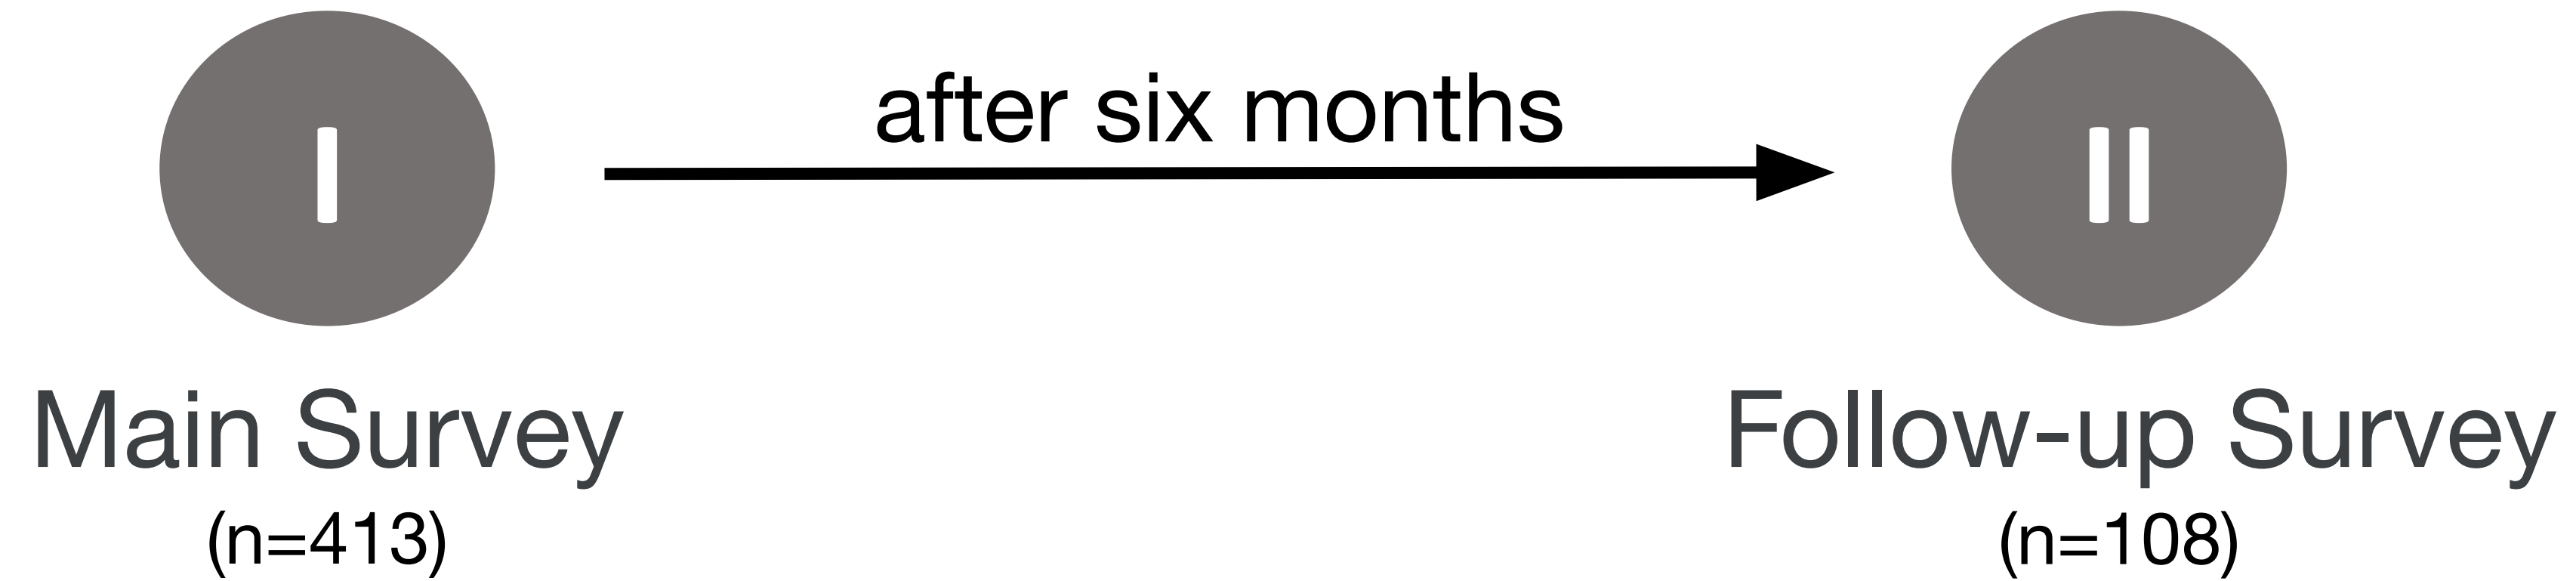 I
after six months
II
Main Survey
(n=413)
Follow-up Survey
(n=108)